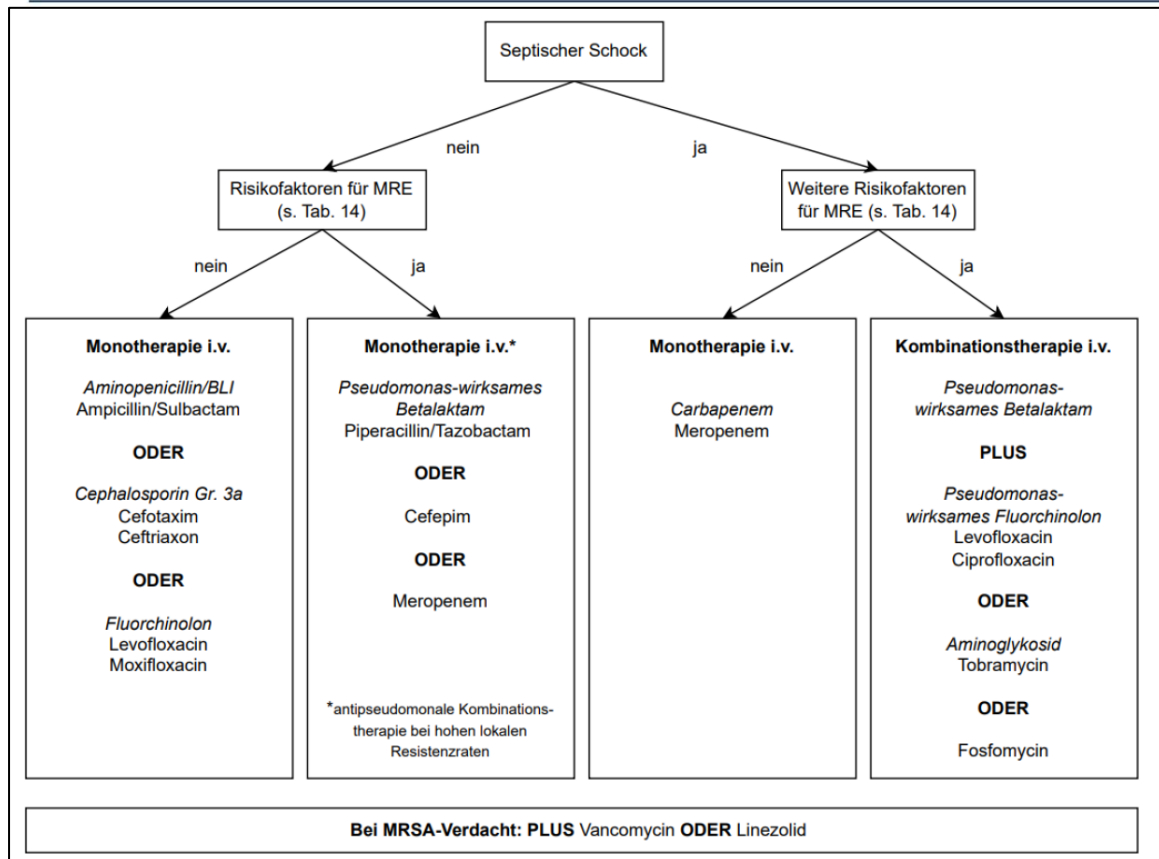 Septischer Schock
nein
ja
Risikofaktoren für MRE
(s. Tab. 14)
Weitere Risikofaktoren
für MRE (s. Tab. 14)
nein
ja
nein
ja
Monotherapie i.v.
Aminopenicillin/BLI
Ampicillin/Sulbactam
ODER
Cephalosporin Gr. 3a
Cefotaxim
Ceftriaxon
ODER
Fluorchinolon
Levofloxacin
Moxifloxacin
Monotherapie i.v.*
Pseudomonas-wirksames
Betalaktam
Piperacillin/Tazobactam
ODER
Cefepim
ODER
Meropenem
*antipseudomonale Kombinations-
therapie bei hohen lokalen
Resistenzraten
Monotherapie i.v.
Carbapenem
Meropenem
Kombinationstherapie i.v.
Pseudomonas-
wirksames Betalaktam
PLUS
Pseudomonas-
wirksames Fluorchinolon
Levofloxacin
Ciprofloxacin
ODER
Aminoglykosid
Tobramycin
ODER
Fosfomycin
Bei MRSA-Verdacht: PLUS Vancomycin ODER Linezolid